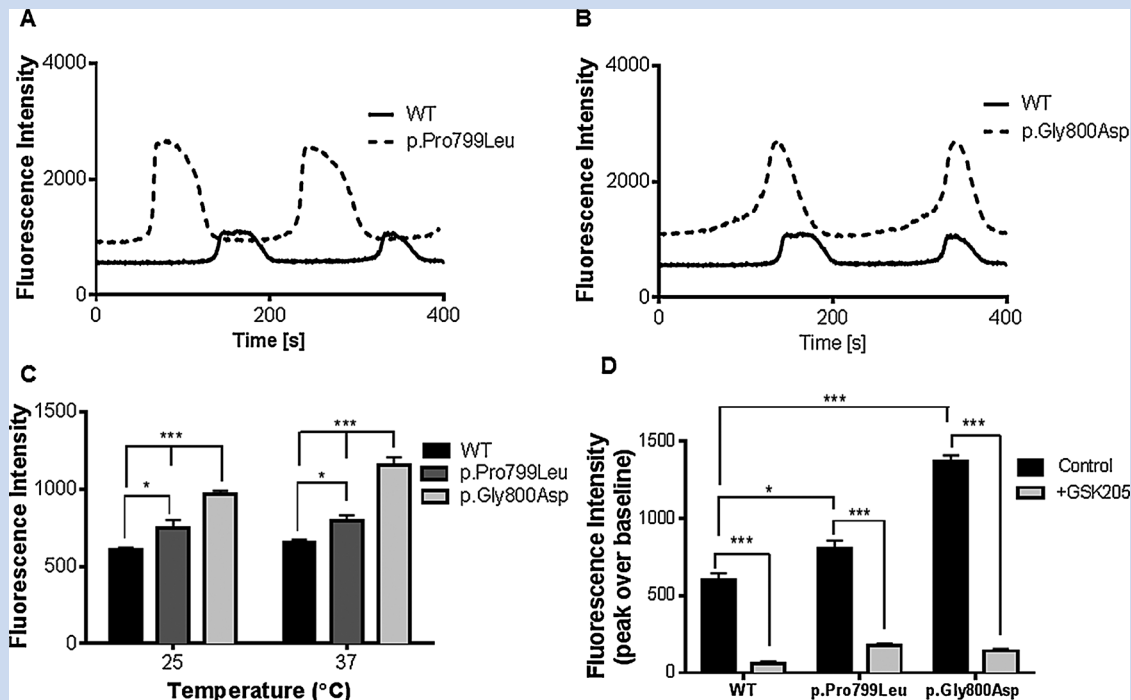 A
Fluorescence Intensity
4000
2000
0
0 200 400
Time [s]
WT
p.Pro799Leu
B
Fluorescence Intensity
4000
2000
0
0 200 400
Time [s]
WT
p.Gly800Asp
C
Fluorescence Intensity
1500
1000
500
0
***
*
***
*
25 37
Temperature (°C)
WT
p.Pro799Leu
p.Gly800Asp
D
Fluorescence Intensity
(peak over baseline)
1500
1000
500
0
***
***
*
***
***
WT p.Pro799Leu p.Gly800Asp
Control
+GSK205